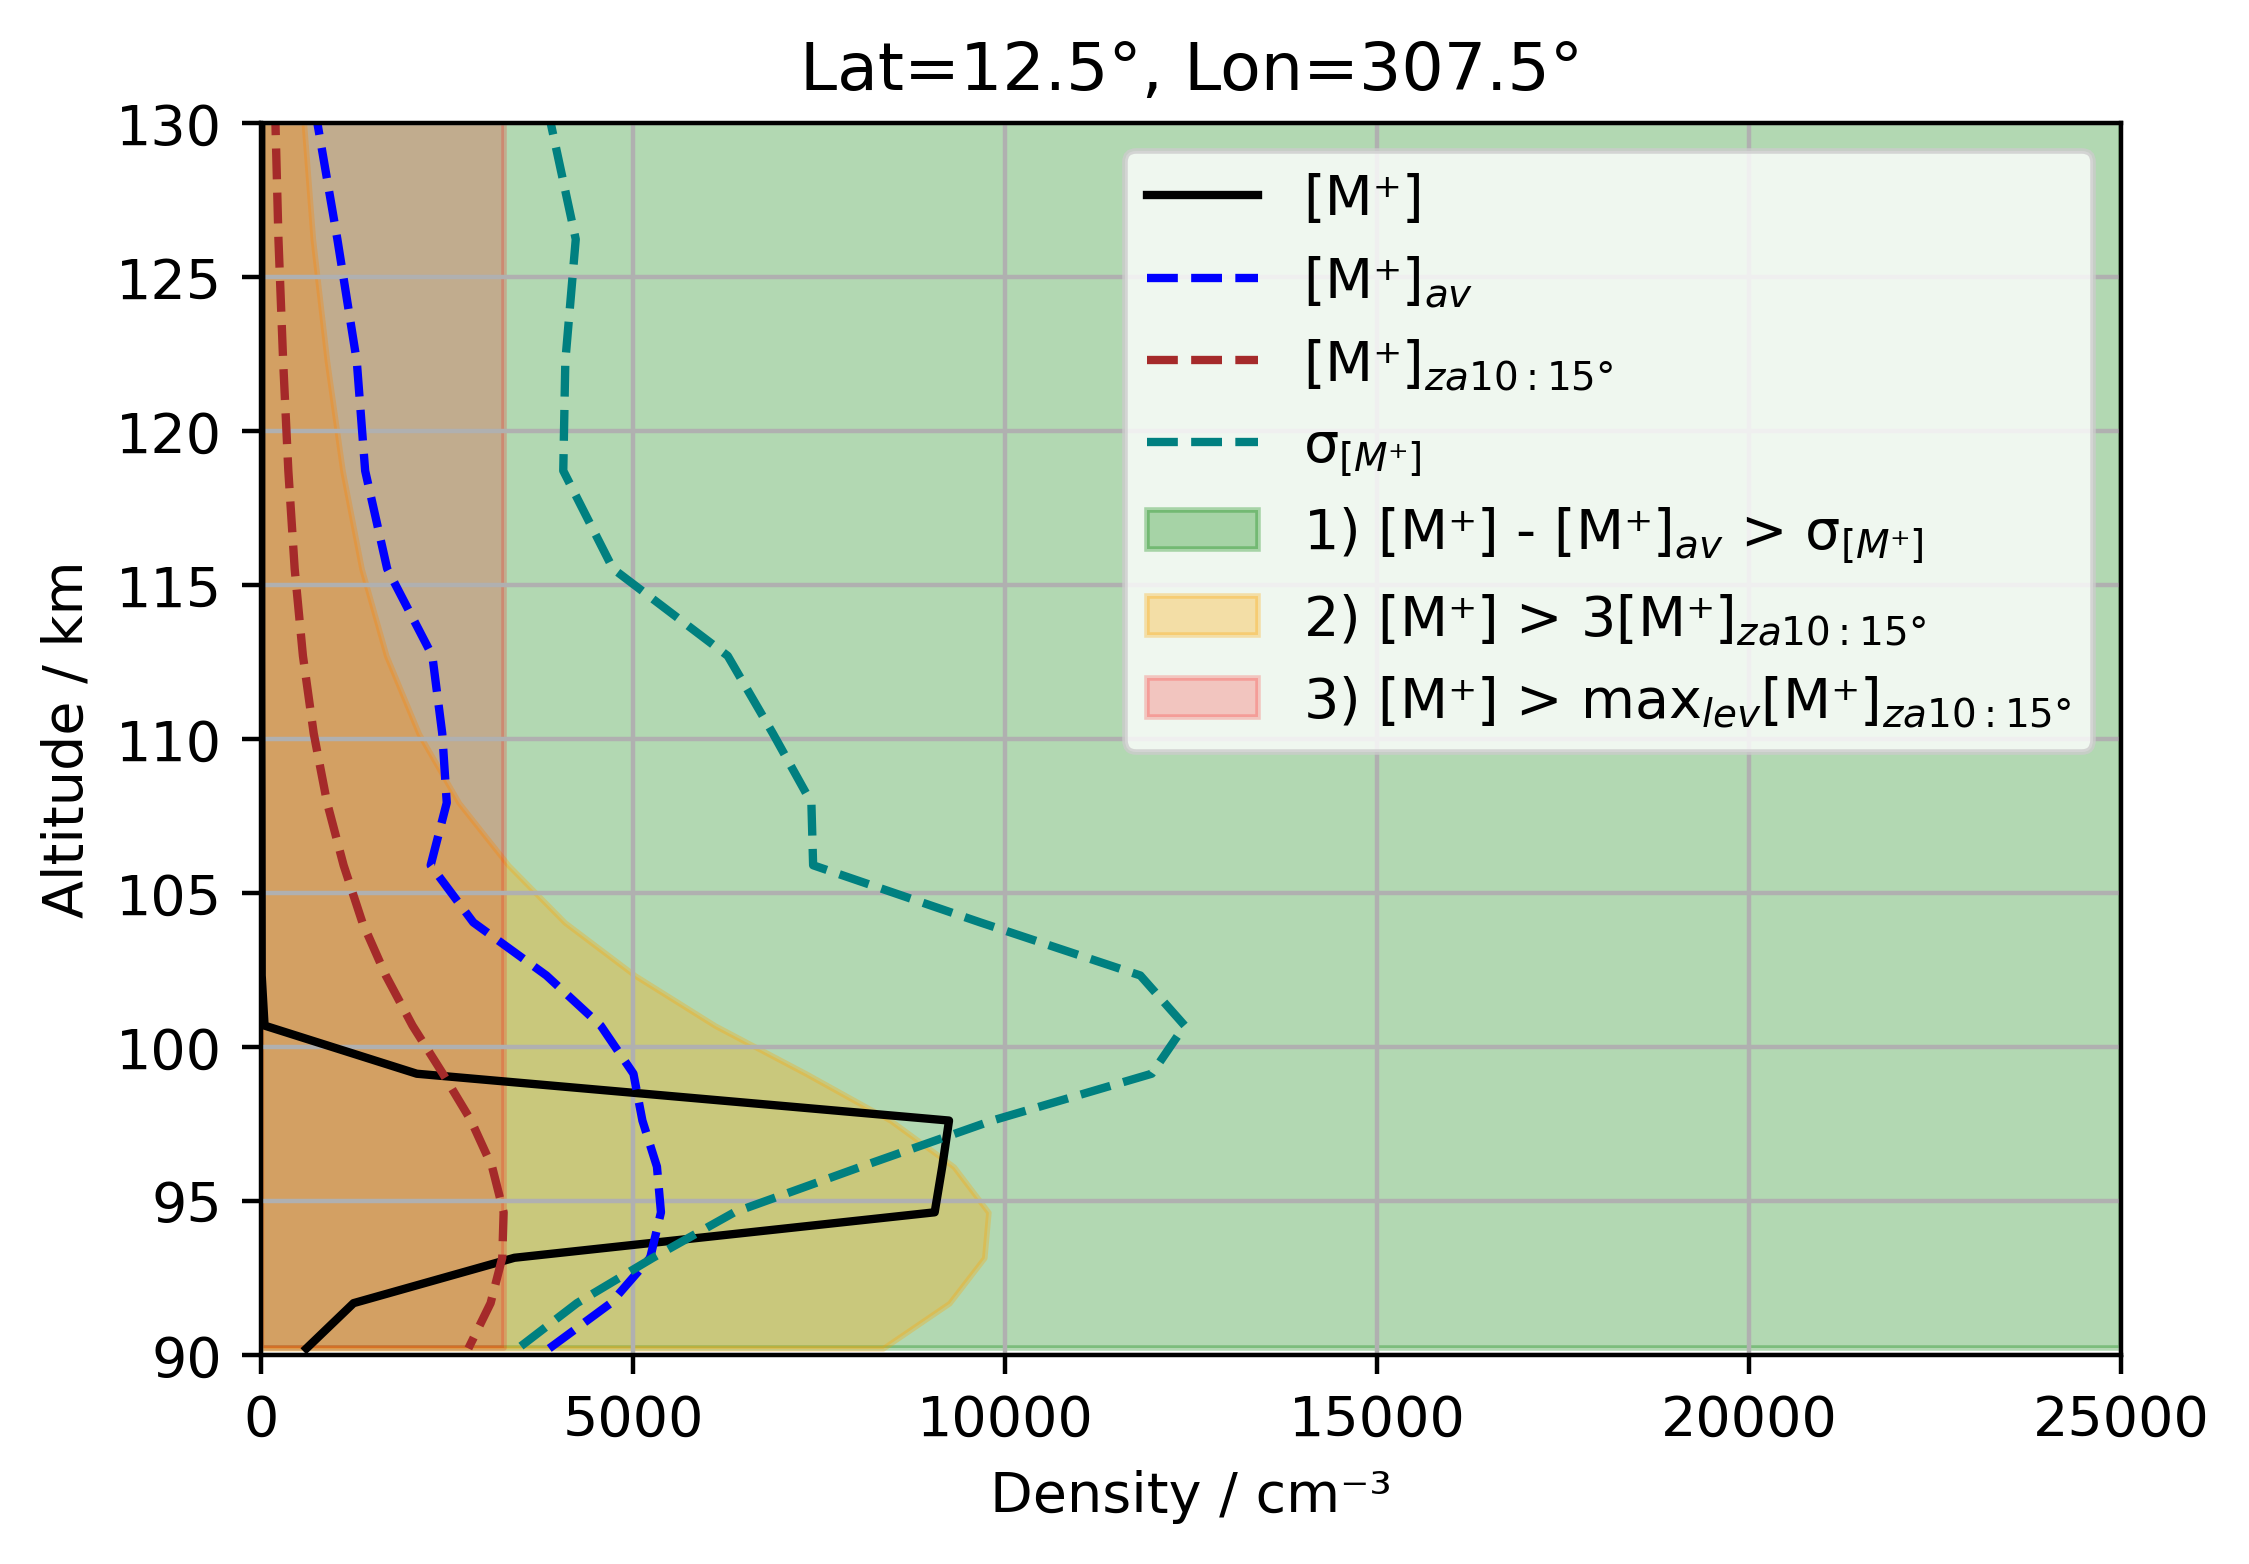 Lat=12.5°, Lon=307.5°
130
125
120
115
110
105
100
95
90
Altitude / km
[M⁺]
[M⁺]av
[M⁺]za10:15°
σ[M⁺]
1) [M⁺] - [M⁺]av > σ[M⁺]
2) [M⁺] > 3[M⁺]za10:15°
3) [M⁺] > maxlev[M⁺]za10:15°
0 5000 10000 15000 20000 25000
Density / cm⁻³